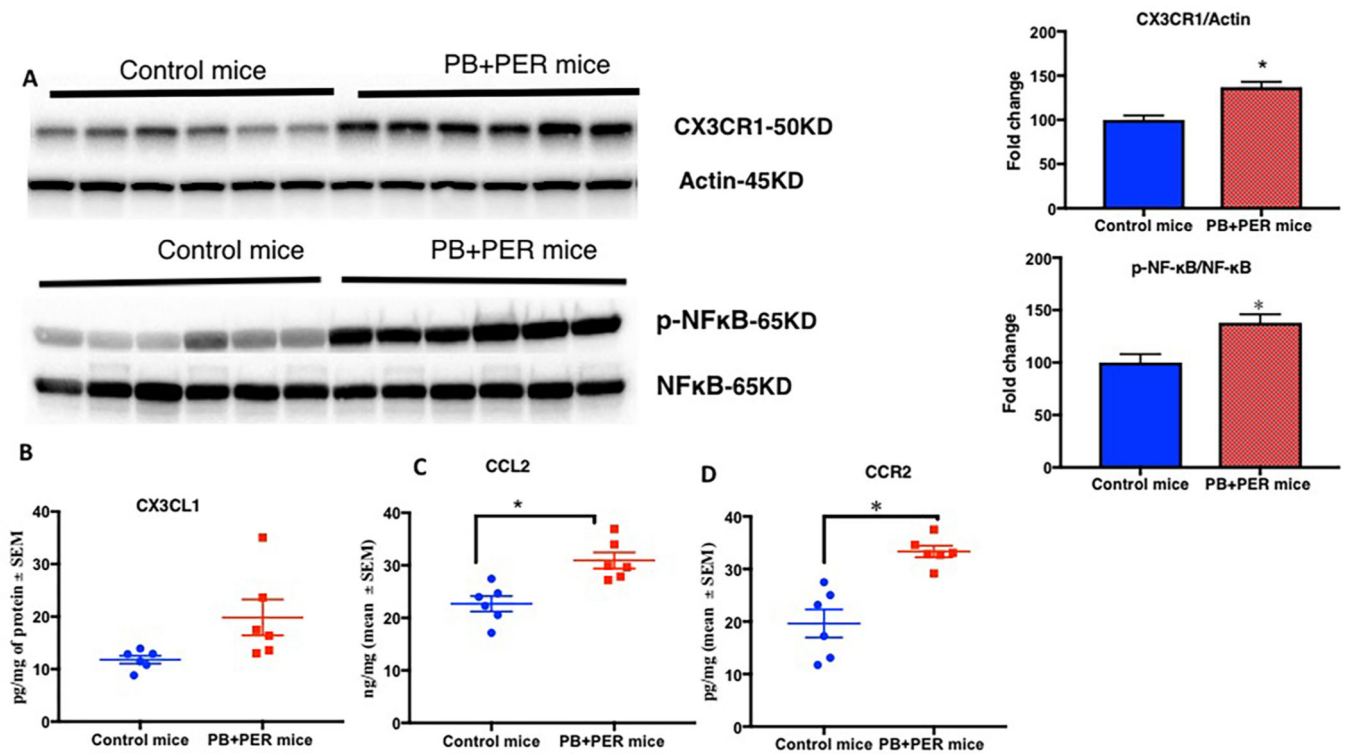 A
Control mice
PB+PER mice
CX3CR1-50KD
Actin-45KD
Control mice
PB+PER mice
p-NFκB-65KD
NFκB-65KD
CX3CR1/Actin
Fold change
200
150
100
50
0
*
Control mice PB+PER mice
p-NF-κB/NF-κB
Fold change
200
150
100
50
0
*
Control mice PB+PER mice
B
CX3CL1
pg/mg of protein ± SEM
40
30
20
10
0
Control mice PB+PER mice
C
CCL2
ng/mg (mean ± SEM)
40
30
20
10
0
*
Control mice PB+PER mice
D
CCR2
pg/mg (mean ± SEM)
40
30
20
10
0
*
Control mice PB+PER mice